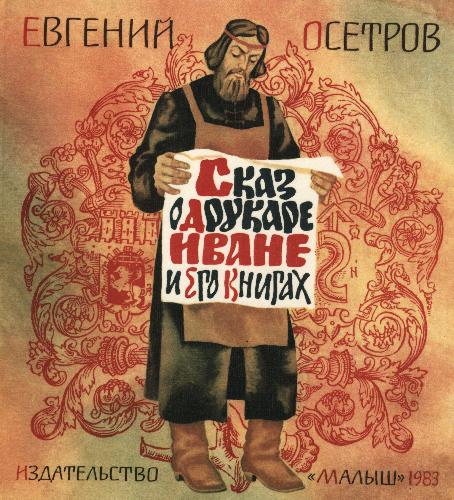 ЕВГЕНИЙ ОСЕТРОВ
СКАЗ
О ДРУКАРЕ
ИВАНЕ
И ЕГО КНИГАХ
ИЗДАТЕЛЬСТВО «МАЛЫШ» 1983